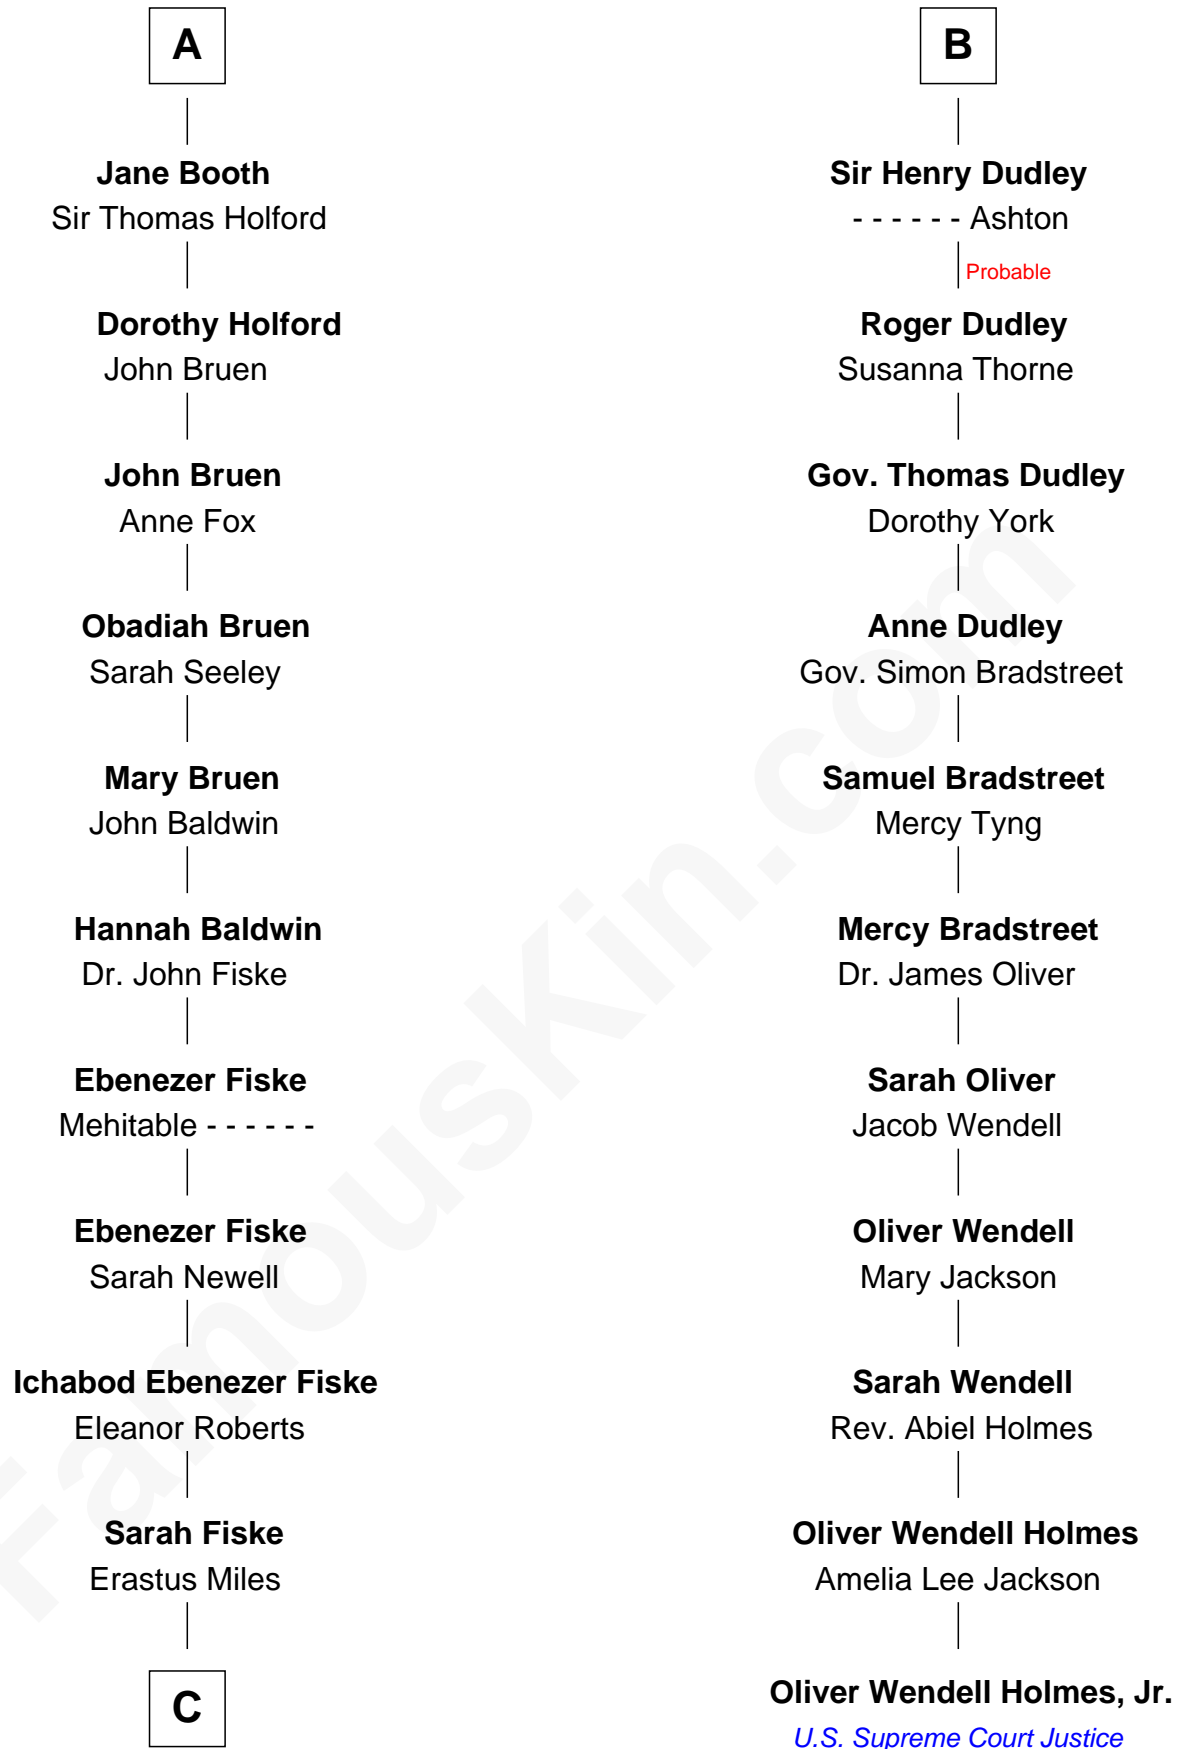 A
Jane Booth
Sir Thomas Holford
Dorothy Holford
John Bruen
John Bruen
Anne Fox
Obadiah Bruen
Sarah Seeley
Mary Bruen
John Baldwin
Hannah Baldwin
Dr. John Fiske
Ebenezer Fiske
Mehitable - - - - - -
Ebenezer Fiske
Sarah Newell
Ichabod Ebenezer Fiske
Eleanor Roberts
Sarah Fiske
Erastus Miles
C
B
Sir Henry Dudley
- - - - - - Ashton
Probable
Roger Dudley
Susanna Thorne
Gov. Thomas Dudley
Dorothy York
Anne Dudley
Gov. Simon Bradstreet
Samuel Bradstreet
Mercy Tyng
Mercy Bradstreet
Dr. James Oliver
Sarah Oliver
Jacob Wendell
Oliver Wendell
Mary Jackson
Sarah Wendell
Rev. Abiel Holmes
Oliver Wendell Holmes
Amelia Lee Jackson
Oliver Wendell Holmes, Jr.
U.S. Supreme Court Justice
FamousKin.com